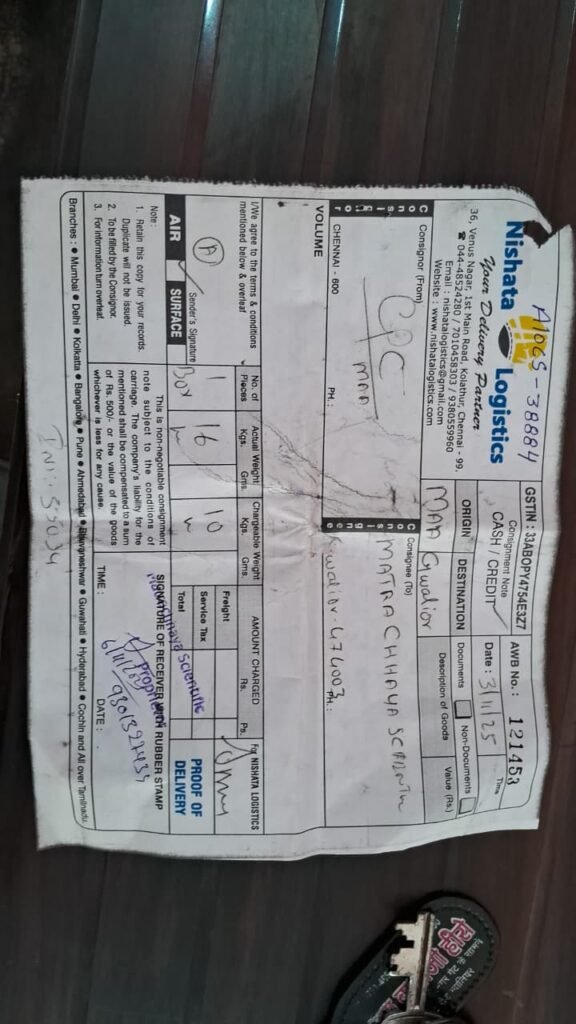 A10CS - 38884
Nishata Logistics
Your Delivery Partner
36, Venus Nagar, 1st Main Road, Kolathur, Chennai - 99.
☎ 044-48524280 / 7010458303 / 9380559960
Email : nishatalogistics@gmail.com
Website : www.nishatalogistics.com
GSTIN : 33ABOPY4754E3Z7
Consignment Note
CASH / CREDIT
AWB No. : 121453
Date : 3/11/25
Time
ORIGIN
DESTINATION
MAA Gwalior
Documents
Non-Documents
Description of Goods
Value (Rs.)
Consignor
Consignor (From)
CPC
MAA
CHENNAI - 600
PH. :
Consignee
Consignee (To)
MATRA CHHAYA
Gwalior. 474003
PH. :
VOLUME
I/We agree to the terms & conditions
mentioned below & overleaf
Sender's Signature
A
AIR
SURFACE
No. of
Pieces
1
Box
Actual Weight
Kgs. Gms.
16
Chargeable Weight
Kgs. Gms.
10
AMOUNT CHARGED
Rs. Ps.
Freight
Service Tax
Total
For NISHATA LOGISTICS
PROOF OF
DELIVERY
Note :
1. Retain this copy for your records.
Duplicate will not be issued.
2. To be filled by the Consignor.
3. For information turn overleaf.
This is non-negotiable consignment
note subject to the conditions of
carriage. The company's liability for the
mentioned shall be compensated to a sum
of Rs. 500/- or the value of the goods
whichever is less for any cause.
SIGNATURE OF RECEIVER WITH RUBBER STAMP
Chhaya Scientific
Proprietor
9301327434
TIME :
DATE :
Branches : ● Mumbai ● Delhi ● Kolkatta ● Bangalore ● Pune ● Ahmedabad ● Bhuvneshwar ● Guwahati ● Hyderabad ● Cochin and All over Tamilnadu.